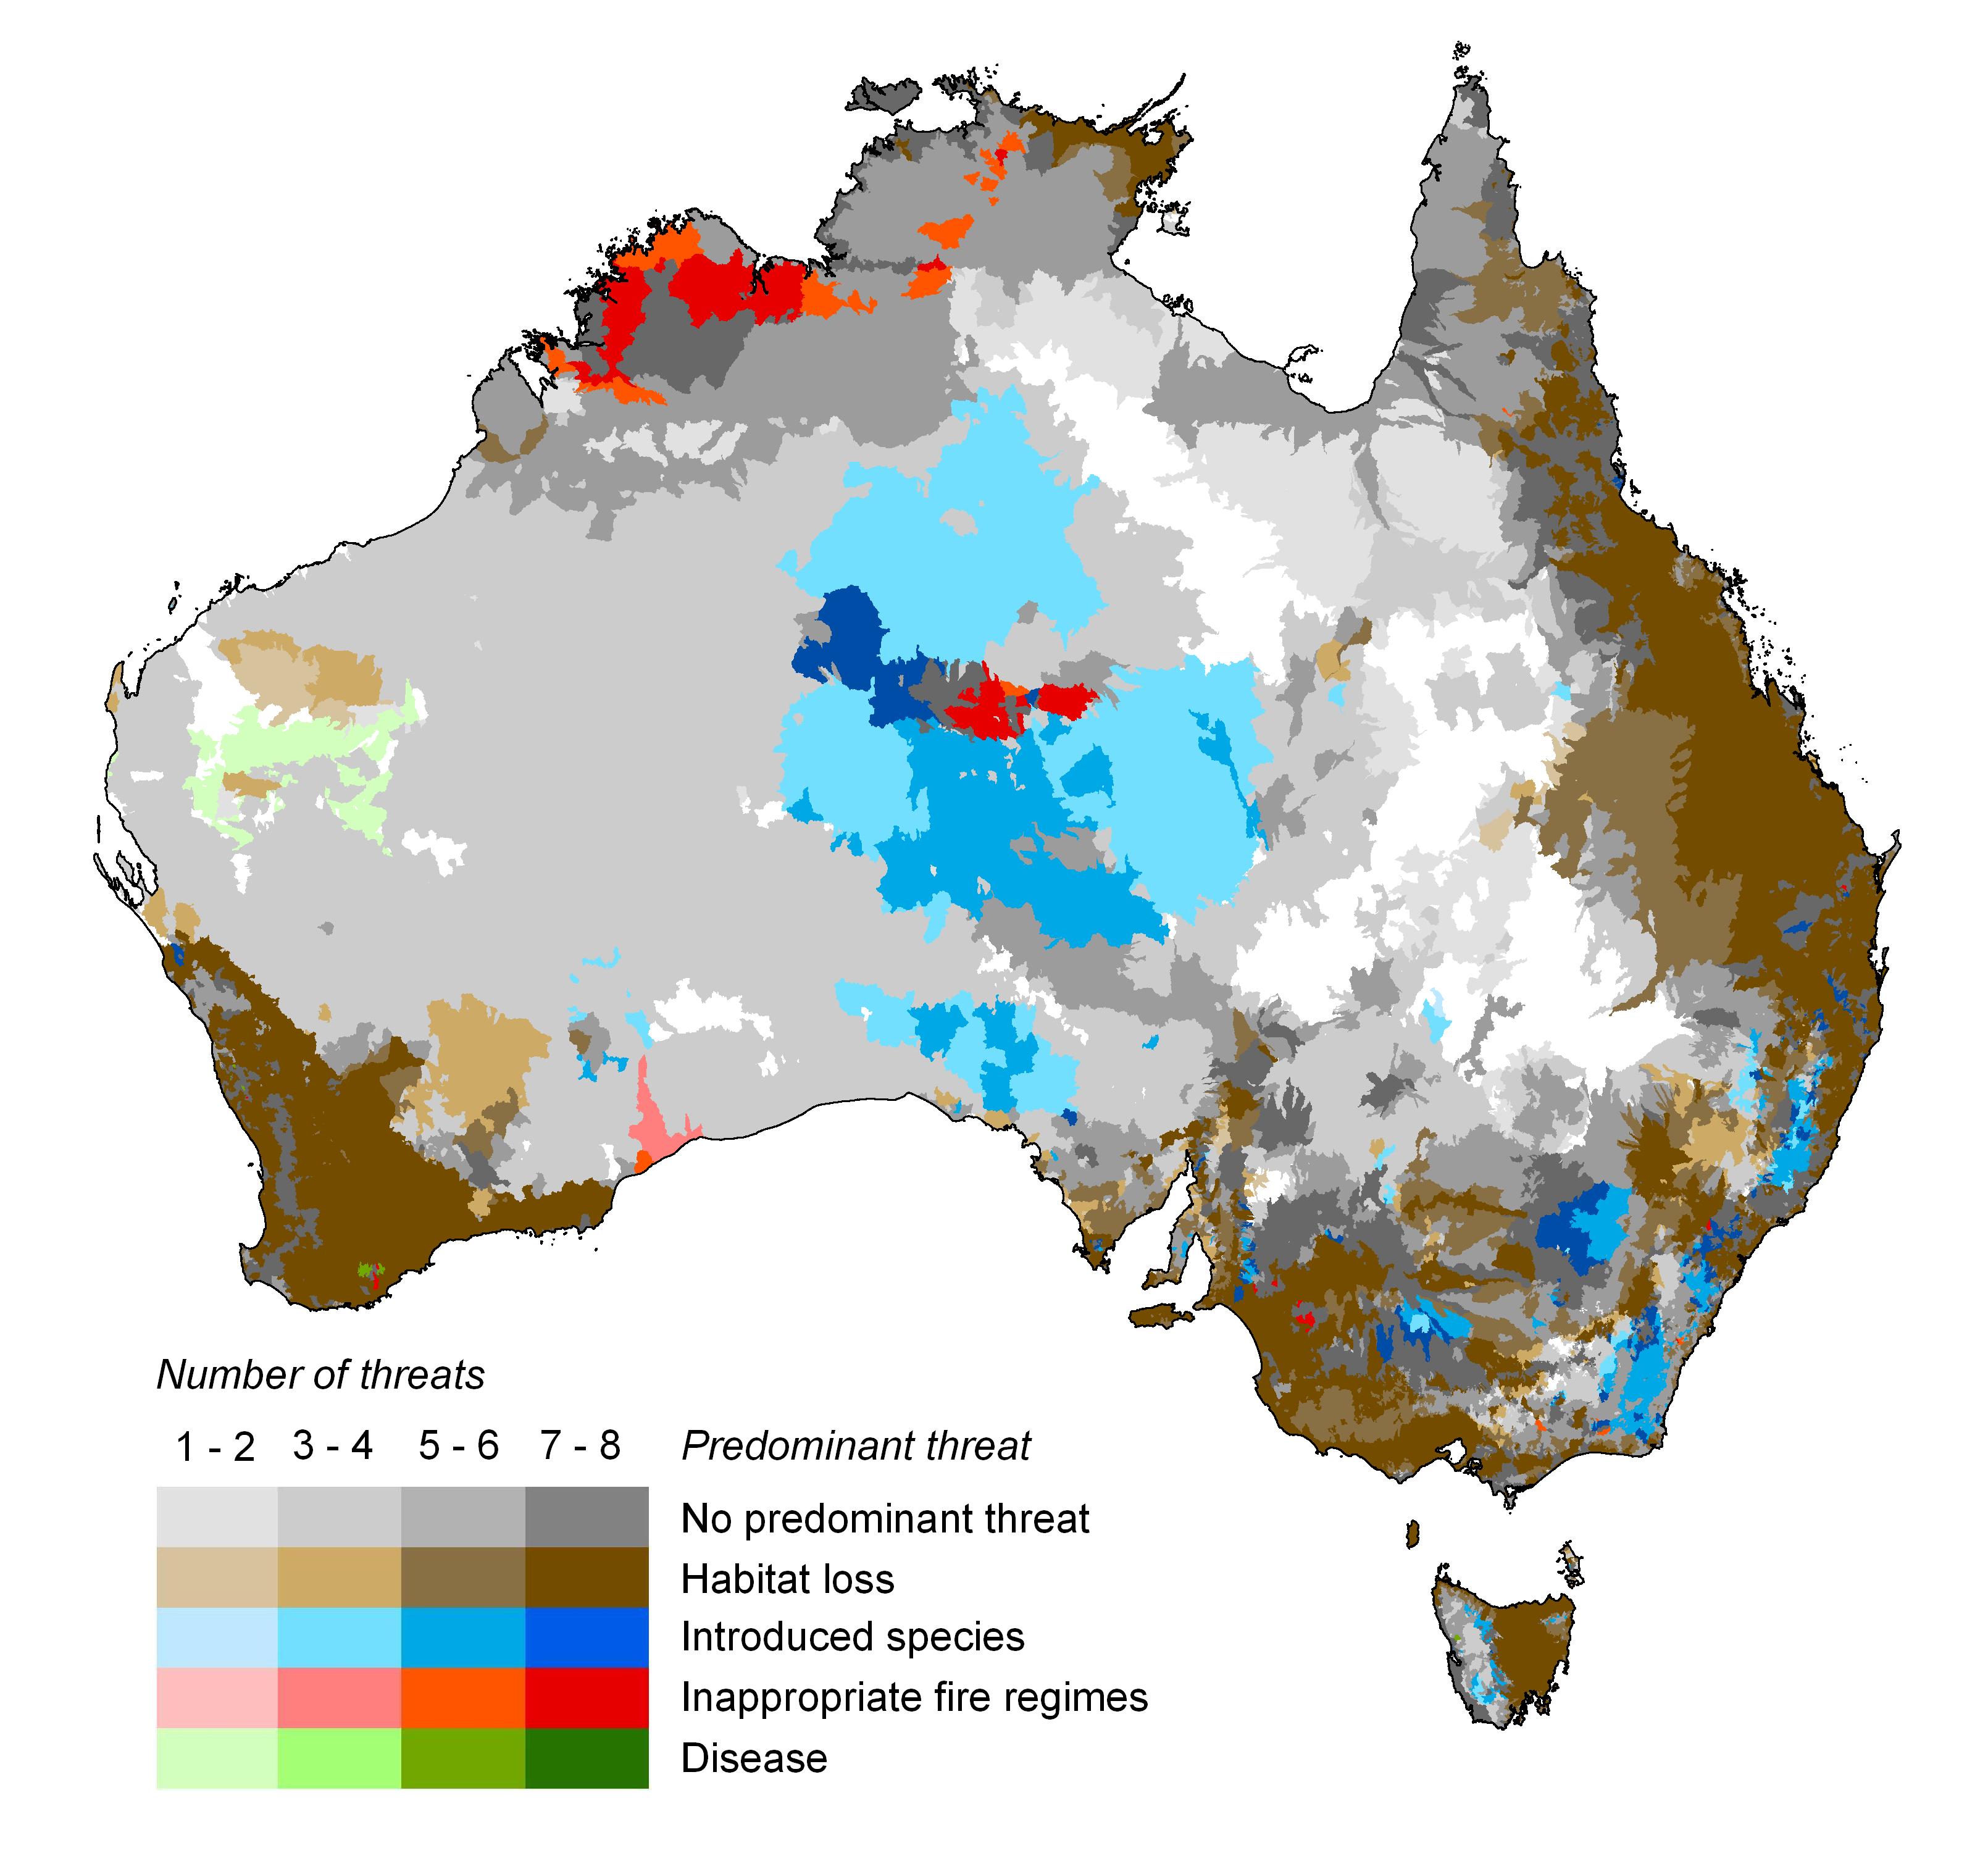 Number of threats
1 - 2 3 - 4 5 - 6 7 - 8 Predominant threat
No predominant threat
Habitat loss
Introduced species
Inappropriate fire regimes
Disease